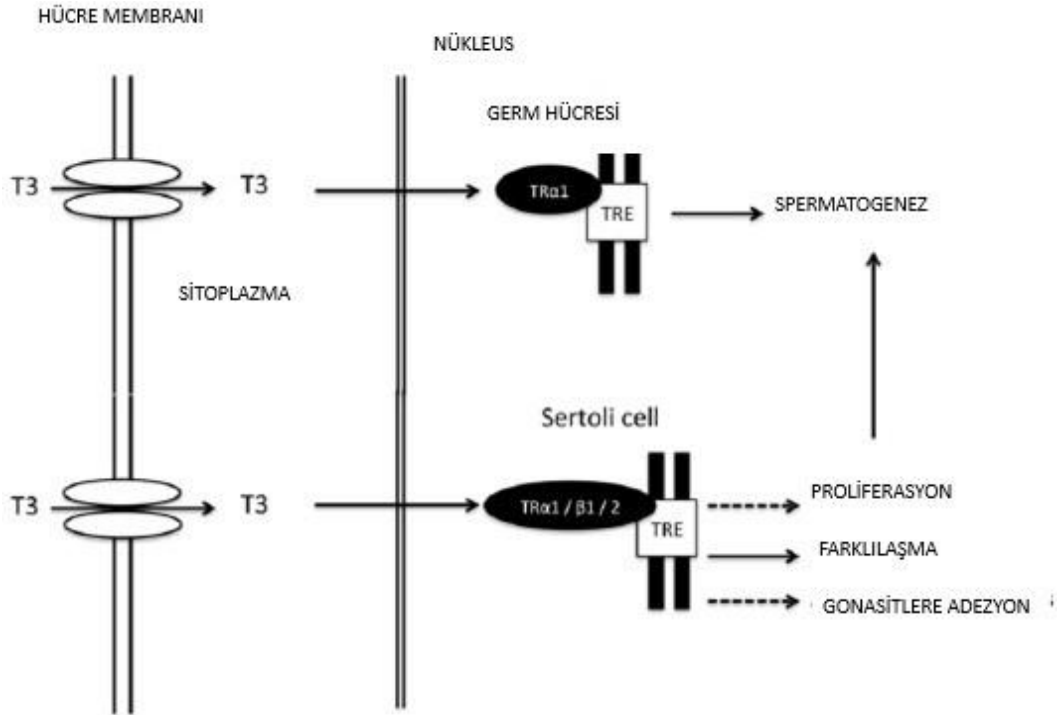 HÜCRE MEMBRANI
NÜKLEUS
GERM HÜCRESİ
T3
T3
TRα1
TRE
SPERMATOGENEZ
SİTOPLAZMA
Sertoli cell
T3
T3
TRα1 / β1 / 2
TRE
PROLİFERASYON
FARKLILAŞMA
GONASİTLERE ADEZYON